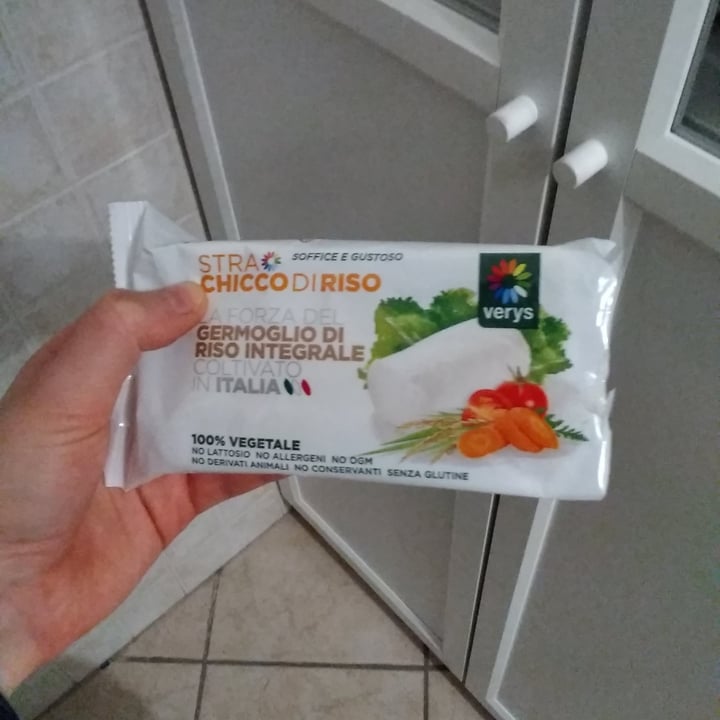 STRA
SOFFICE E GUSTOSO
CHICCO DI RISO
LA FORZA DEL
GERMOGLIO DI
RISO INTEGRALE
COLTIVATO
IN ITALIA
verys
100% VEGETALE
NO LATTOSIO NO ALLERGENI NO OGM
NO DERIVATI ANIMALI NO CONSERVANTI SENZA GLUTINE